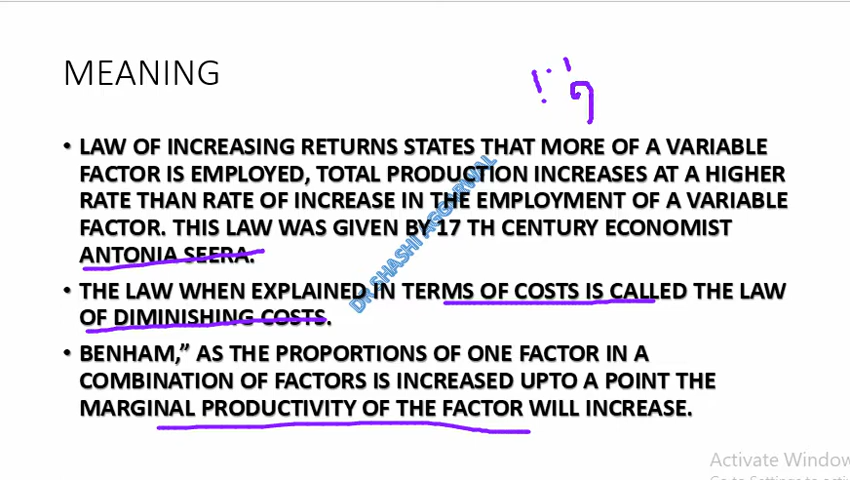 MEANING
• LAW OF INCREASING RETURNS STATES THAT MORE OF A VARIABLE
FACTOR IS EMPLOYED, TOTAL PRODUCTION INCREASES AT A HIGHER
RATE THAN RATE OF INCREASE IN THE EMPLOYMENT OF A VARIABLE
FACTOR. THIS LAW WAS GIVEN BY 17 TH CENTURY ECONOMIST
ANTONIA SEERA.
• THE LAW WHEN EXPLAINED IN TERMS OF COSTS IS CALLED THE LAW
OF DIMINISHING COSTS.
• BENHAM,” AS THE PROPORTIONS OF ONE FACTOR IN A
COMBINATION OF FACTORS IS INCREASED UPTO A POINT THE
MARGINAL PRODUCTIVITY OF THE FACTOR WILL INCREASE.
DR SHASHI AGGARWAL
Activate Window